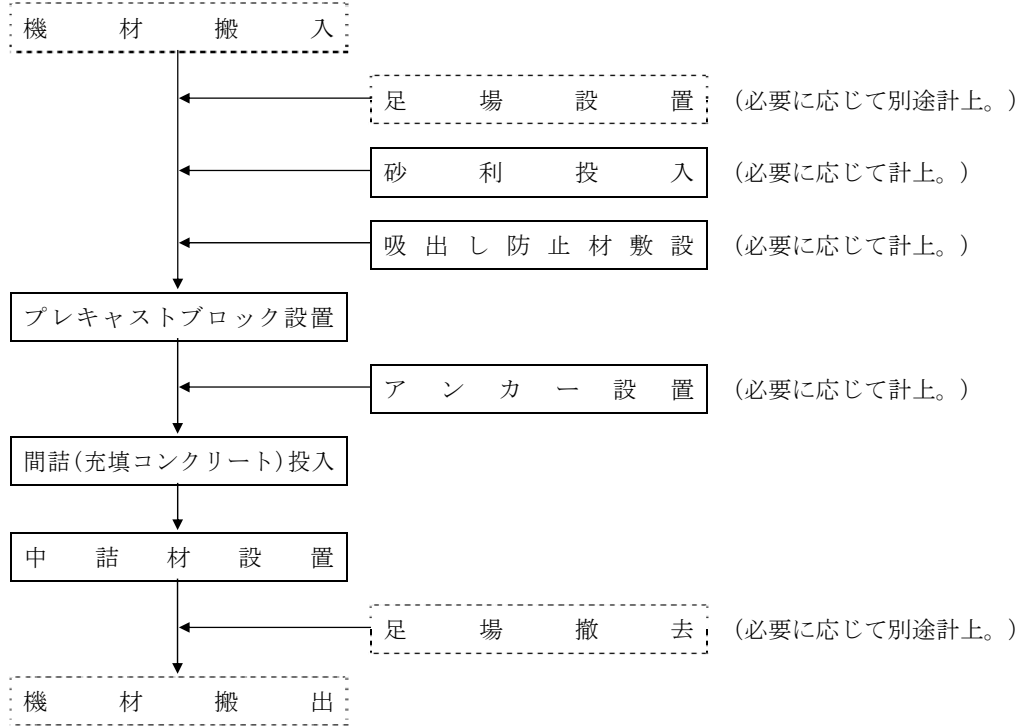 機材搬入
足場設置 (必要に応じて別途計上。)
砂利投入 (必要に応じて計上。)
吸出し防止材敷設 (必要に応じて計上。)
プレキャストブロック設置
アンカー設置 (必要に応じて計上。)
間詰(充填コンクリート)投入
中詰材設置
足場撤去 (必要に応じて別途計上。)
機材搬出